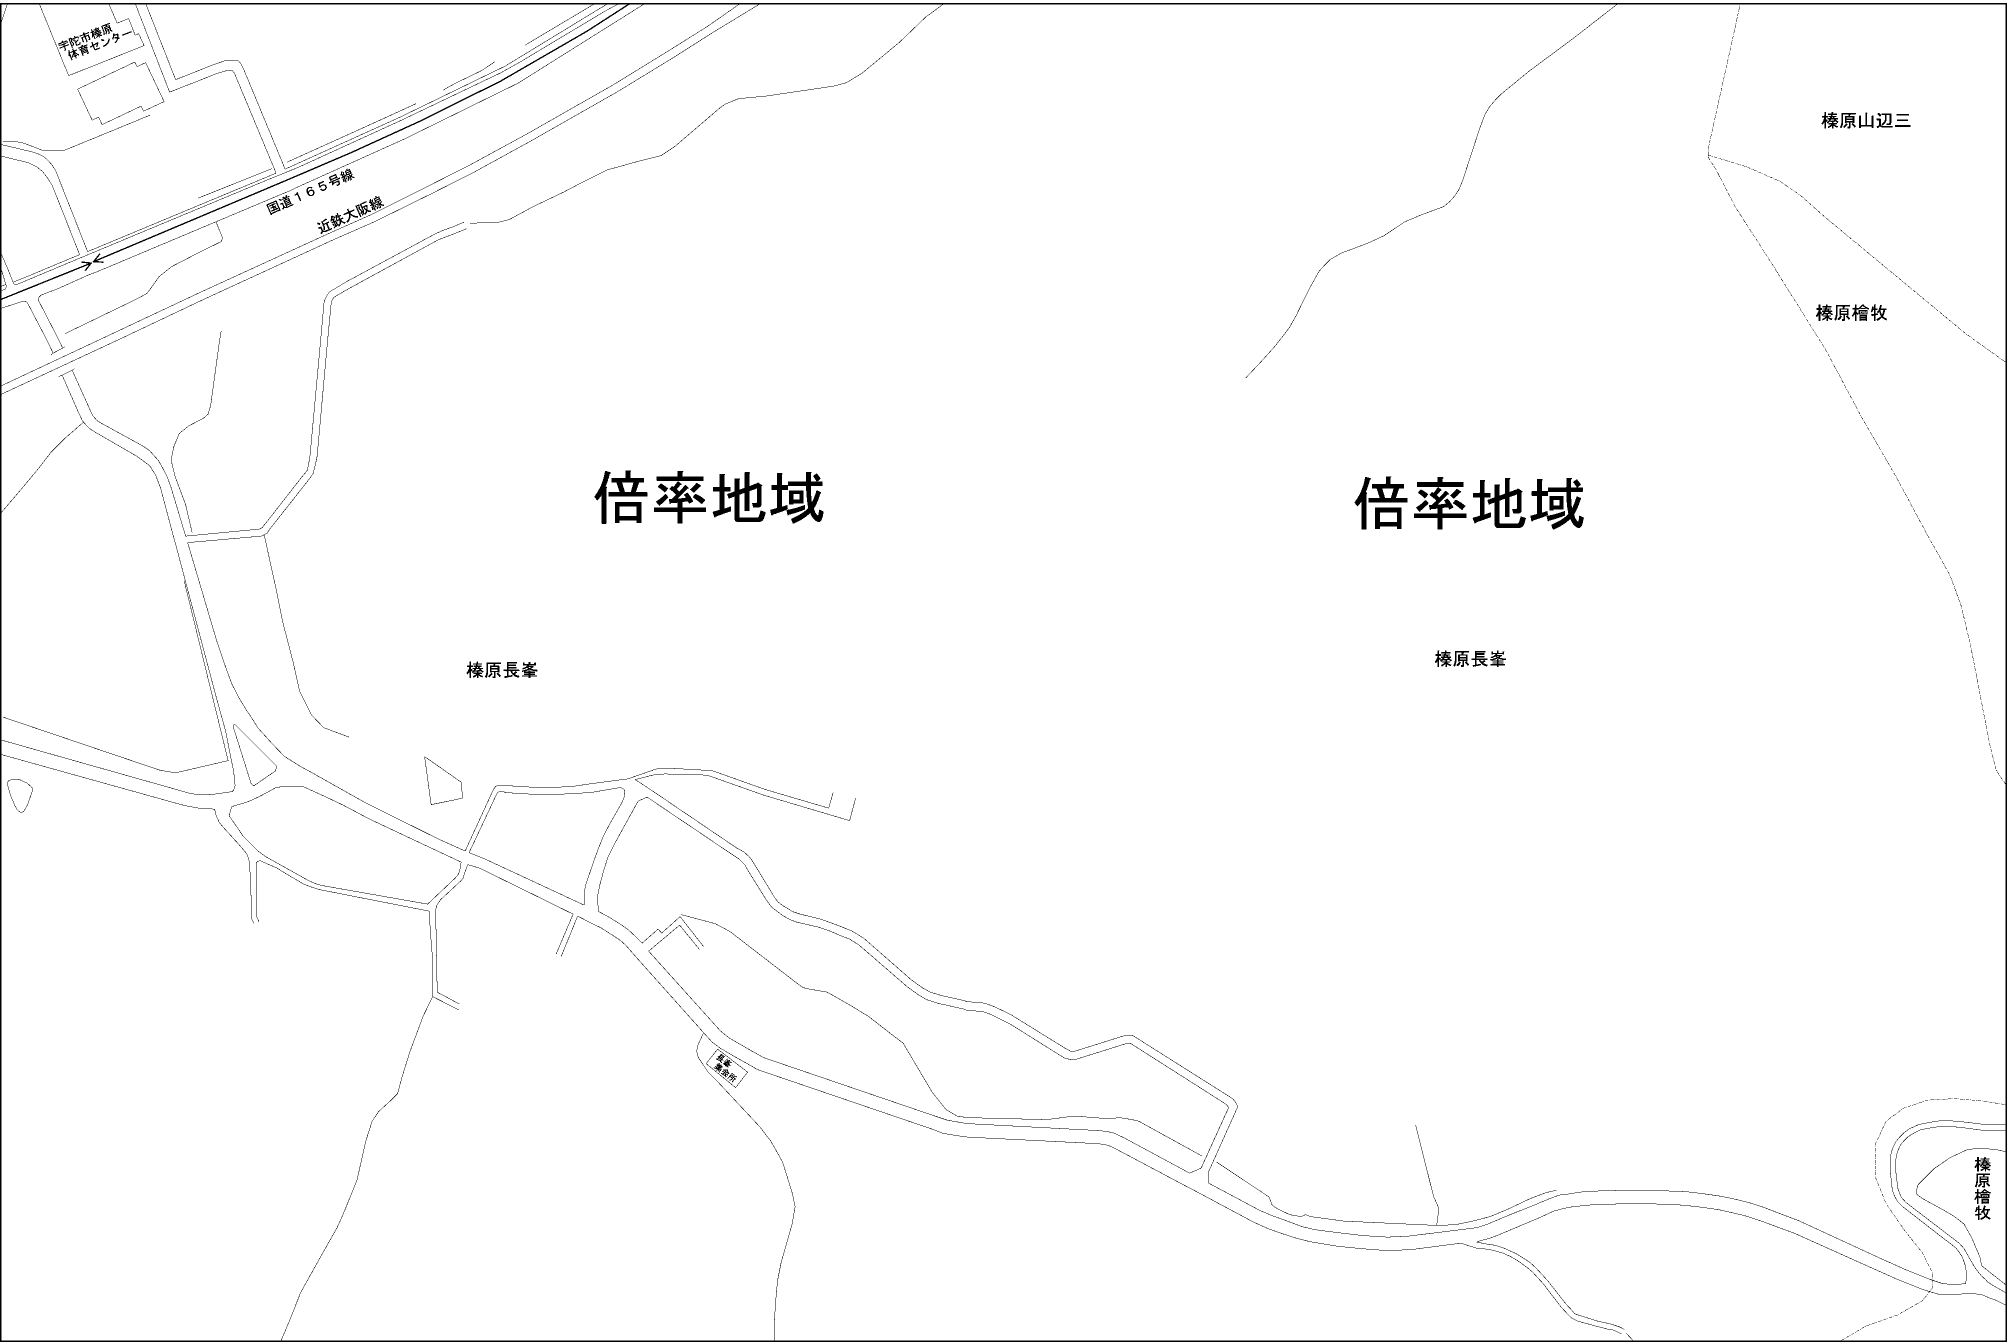 宇陀市榛原
体育センター
榛原山辺三
国道１６５号線
近鉄大阪線
榛原檜牧
倍率地域
倍率地域
榛原長峯
榛原長峯
長峯
集会所
榛原檜牧